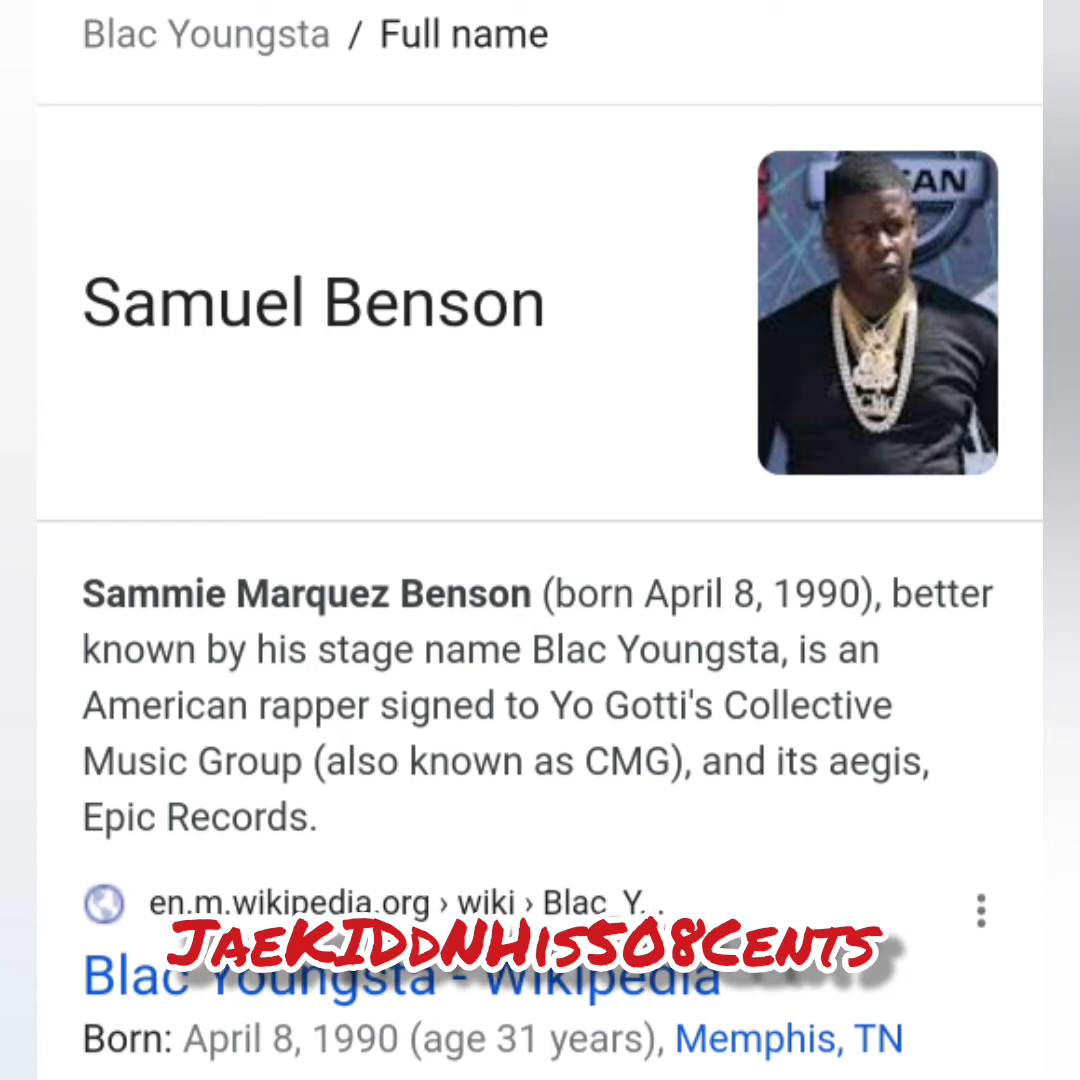 Blac Youngsta / Full name
AN
Samuel Benson
CMG
Sammie Marquez Benson (born April 8, 1990), better
known by his stage name Blac Youngsta, is an
American rapper signed to Yo Gotti's Collective
Music Group (also known as CMG), and its aegis,
Epic Records.
en.m.wikipedia.org › wiki › Blac_Y. .
JaeKIDdNHis508Cents
Blac Youngsta - Wikipedia
Born: April 8, 1990 (age 31 years), Memphis, TN